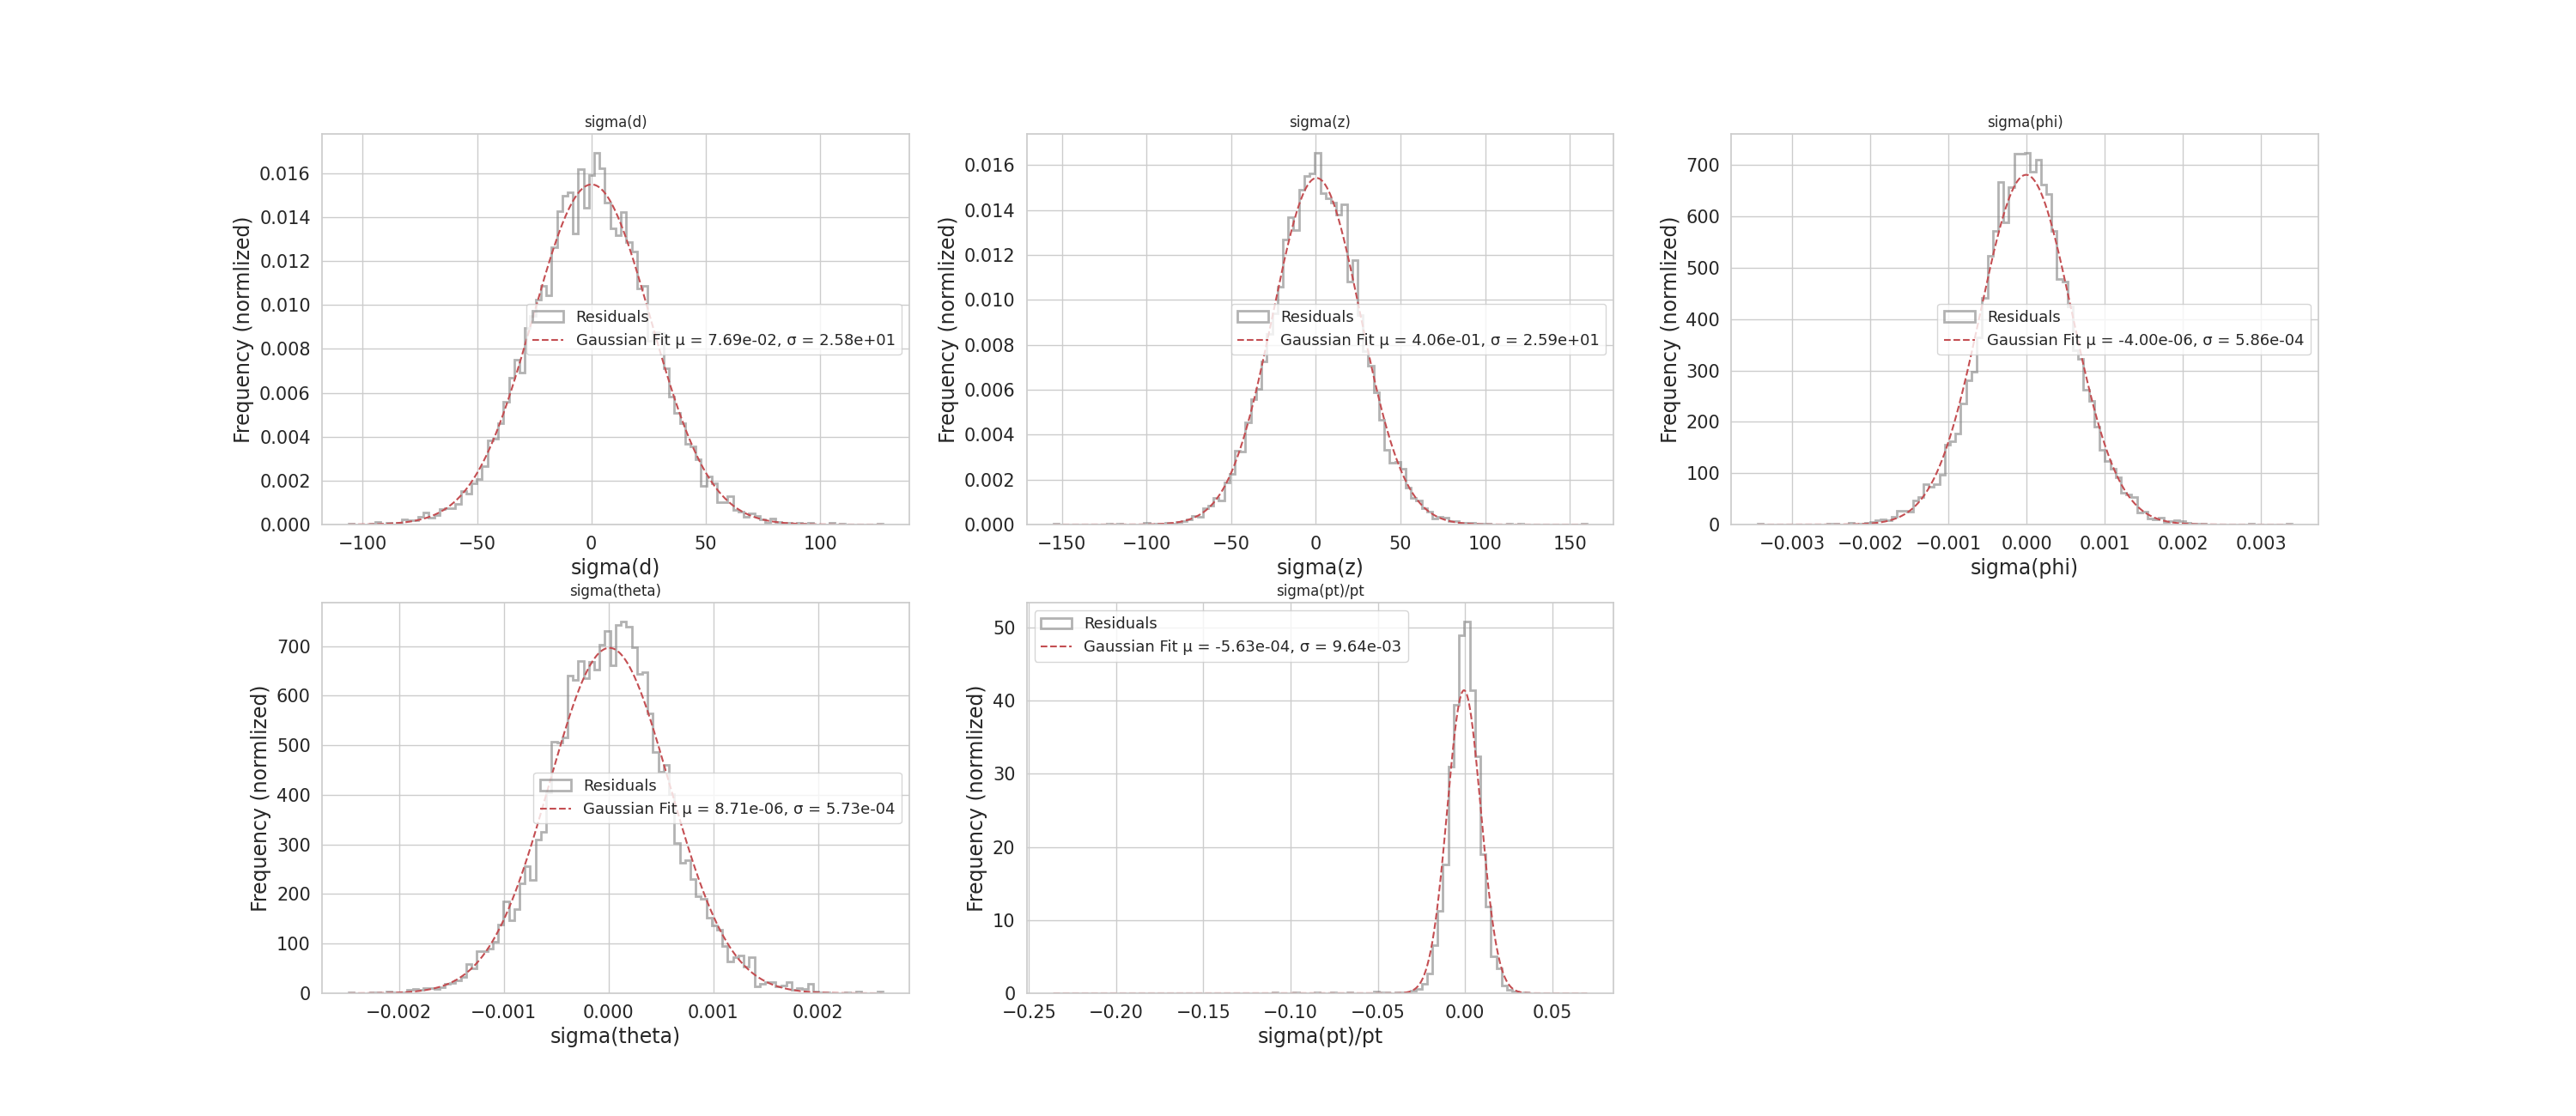 sigma(d)
Frequency (normlized)
0.016
0.014
0.012
0.010
0.008
0.006
0.004
0.002
0.000
Residuals
Gaussian Fit μ = 7.69e-02, σ = 2.58e+01
−100 −50 0 50 100
sigma(d)
sigma(z)
Frequency (normlized)
0.016
0.014
0.012
0.010
0.008
0.006
0.004
0.002
0.000
Residuals
Gaussian Fit μ = 4.06e-01, σ = 2.59e+01
−150 −100 −50 0 50 100 150
sigma(z)
sigma(phi)
Frequency (normlized)
700
600
500
400
300
200
100
0
Residuals
Gaussian Fit μ = -4.00e-06, σ = 5.86e-04
−0.003 −0.002 −0.001 0.000 0.001 0.002 0.003
sigma(phi)
sigma(theta)
Frequency (normlized)
700
600
500
400
300
200
100
0
Residuals
Gaussian Fit μ = 8.71e-06, σ = 5.73e-04
−0.002 −0.001 0.000 0.001 0.002
sigma(theta)
sigma(pt)/pt
Frequency (normlized)
50
40
30
20
10
0
Residuals
Gaussian Fit μ = -5.63e-04, σ = 9.64e-03
−0.25 −0.20 −0.15 −0.10 −0.05 0.00 0.05
sigma(pt)/pt